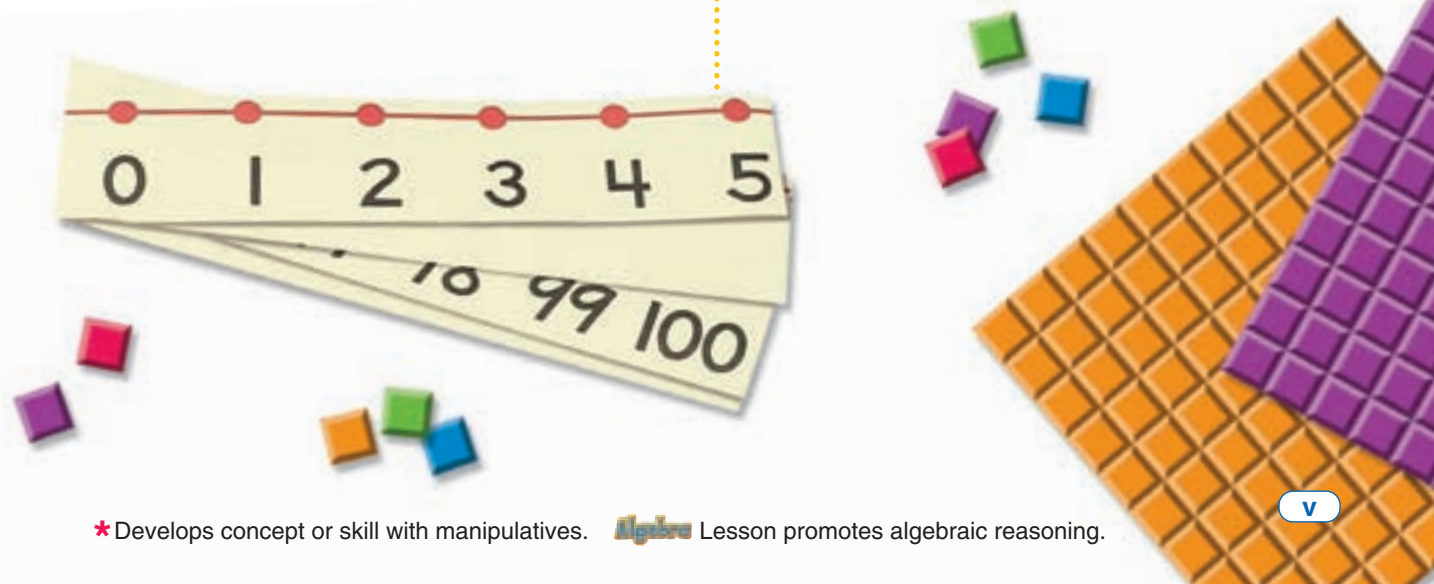 0 1 2 3 4 5
99 100
* Develops concept or skill with manipulatives. Algebra Lesson promotes algebraic reasoning.
v